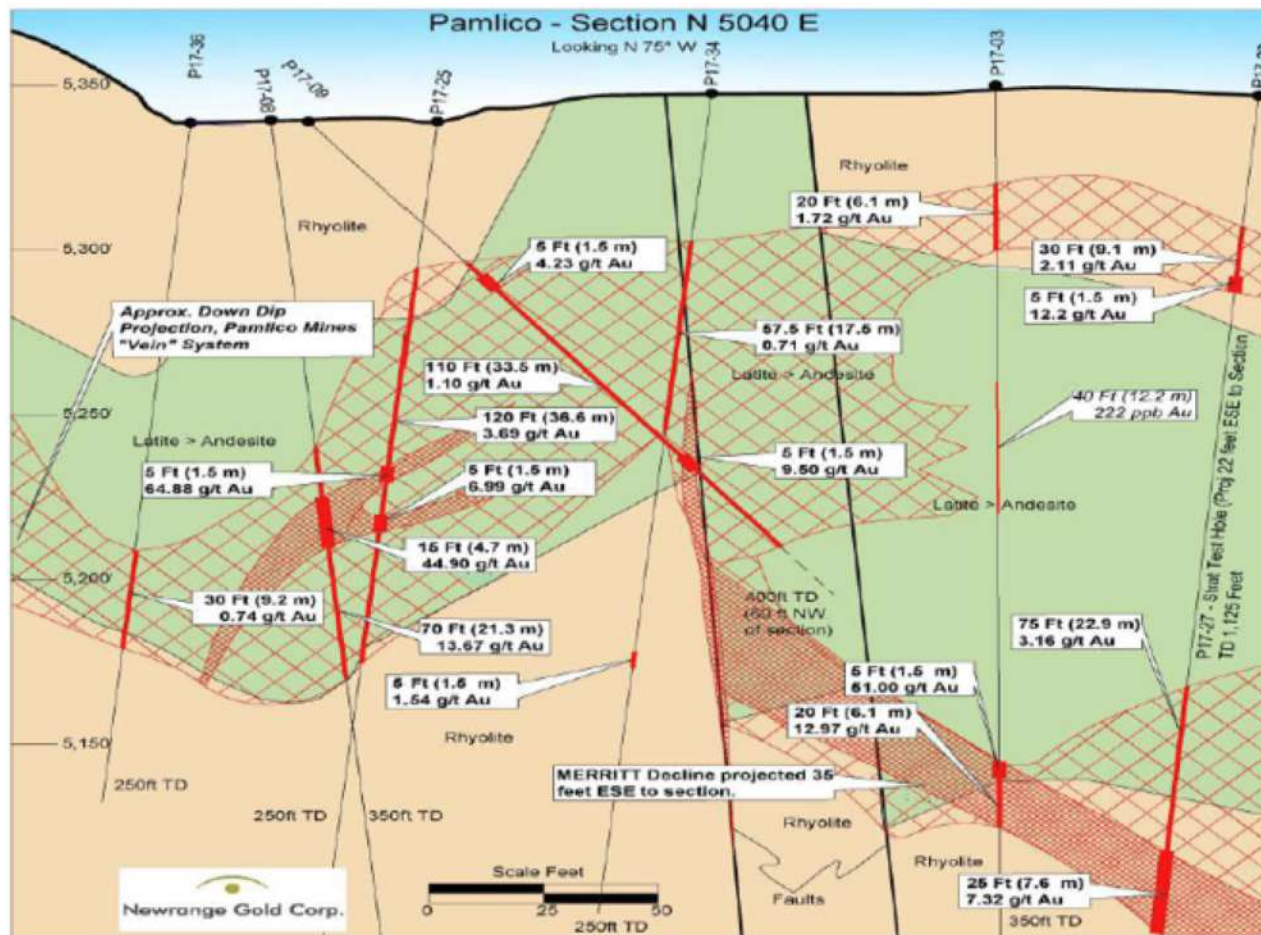 Pamlico - Section N 5040 E
Looking N 75° W
P17-36
P17-08
P17-09
P17-25
P17-34
P17-03
5,350'
5,300'
5,250'
5,200'
5,150'
Rhyolite
Rhyolite
20 Ft (6.1 m)
1.72 g/t Au
5 Ft (1.5 m)
4.23 g/t Au
30 Ft (9.1 m)
2.11 g/t Au
5 Ft (1.5 m)
12.2 g/t Au
Approx. Down Dip
Projection, Pamlico Mines
"Vein" System
57.5 Ft (17.5 m)
0.71 g/t Au
110 Ft (33.5 m)
1.10 g/t Au
Latite > Andesite
40 Ft (12.2 m)
222 ppb Au
120 Ft (36.6 m)
3.69 g/t Au
Latite > Andesite
5 Ft (1.5 m)
64.88 g/t Au
5 Ft (1.5 m)
6.99 g/t Au
5 Ft (1.5 m)
9.50 g/t Au
Latite > Andesite
15 Ft (4.7 m)
44.90 g/t Au
30 Ft (9.2 m)
0.74 g/t Au
400ft TD
(60 ft NW
of section)
70 Ft (21.3 m)
13.67 g/t Au
75 Ft (22.9 m)
3.16 g/t Au
P17-27 - Strat Test Hole (Proj 22 feet ESE to Section
TD 1,125 Feet
5 Ft (1.5 m)
1.54 g/t Au
5 Ft (1.5 m)
51.00 g/t Au
20 Ft (6.1 m)
12.97 g/t Au
Rhyolite
MERRITT Decline projected 35
feet ESE to section.
250ft TD
250ft TD
350ft TD
Rhyolite
Rhyolite
Scale Feet
0
25
50
250ft TD
Faults
25 Ft (7.6 m)
7.32 g/t Au
350ft TD
Newrange Gold Corp.